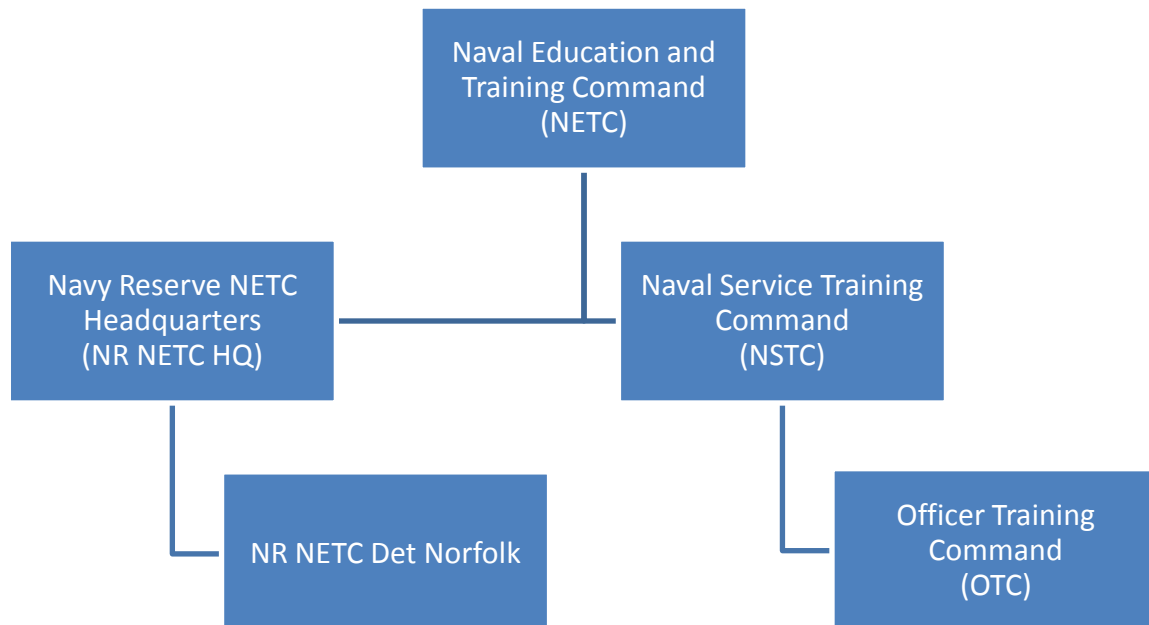 Naval Education and
Training Command
(NETC)
Navy Reserve NETC
Headquarters
(NR NETC HQ)
Naval Service Training
Command
(NSTC)
NR NETC Det Norfolk
Officer Training
Command
(OTC)